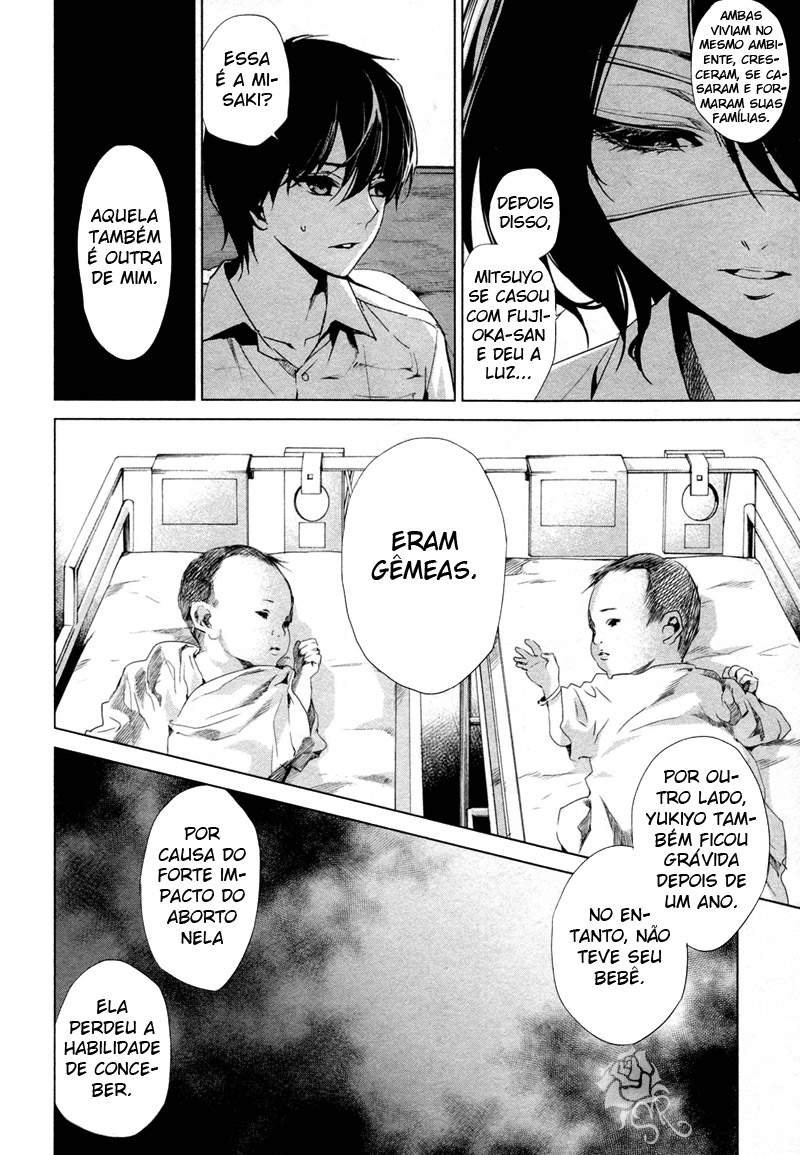 AMBAS
VIVIAM NO
MESMO AMBI-
ENTE, CRES-
CERAM, SE CA-
SARAM E FOR-
MARAM SUAS
FAMÍLIAS.
DEPOIS
DISSO,
MITSUYO
SE CASOU
COM FUJI-
OKA-SAN
E DEU A
LUZ...
ESSA
É A MI-
SAKI?
AQUELA
TAMBÉM
É OUTRA
DE MIM.
ERAM
GÊMEAS.
POR OU-
TRO LADO,
YUKIYO TAM-
BÉM FICOU
GRÁVIDA
DEPOIS DE
UM ANO.
NO EN-
TANTO, NÃO
TEVE SEU
BEBÊ.
POR
CAUSA DO
FORTE IM-
PACTO DO
ABORTO
NELA
ELA
PERDEU A
HABILIDADE
DE CONCE-
BER.
SR